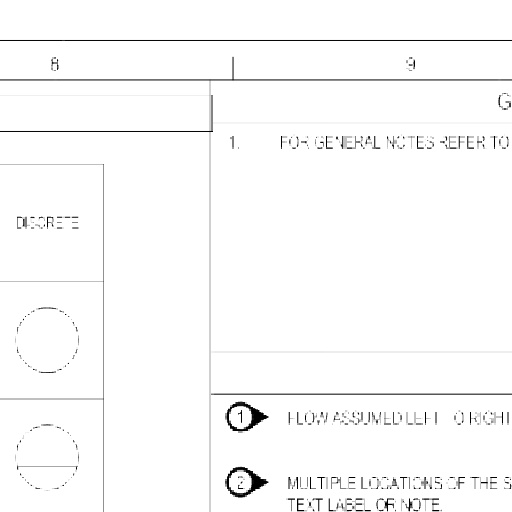 8
9
G
1. FOR GENERAL NOTES REFER TO
DISCRETE
1 FLOW ASSUMED LEFT TO RIGHT
2 MULTIPLE LOCATIONS OF THE S
TEXT LABEL OR NOTE.